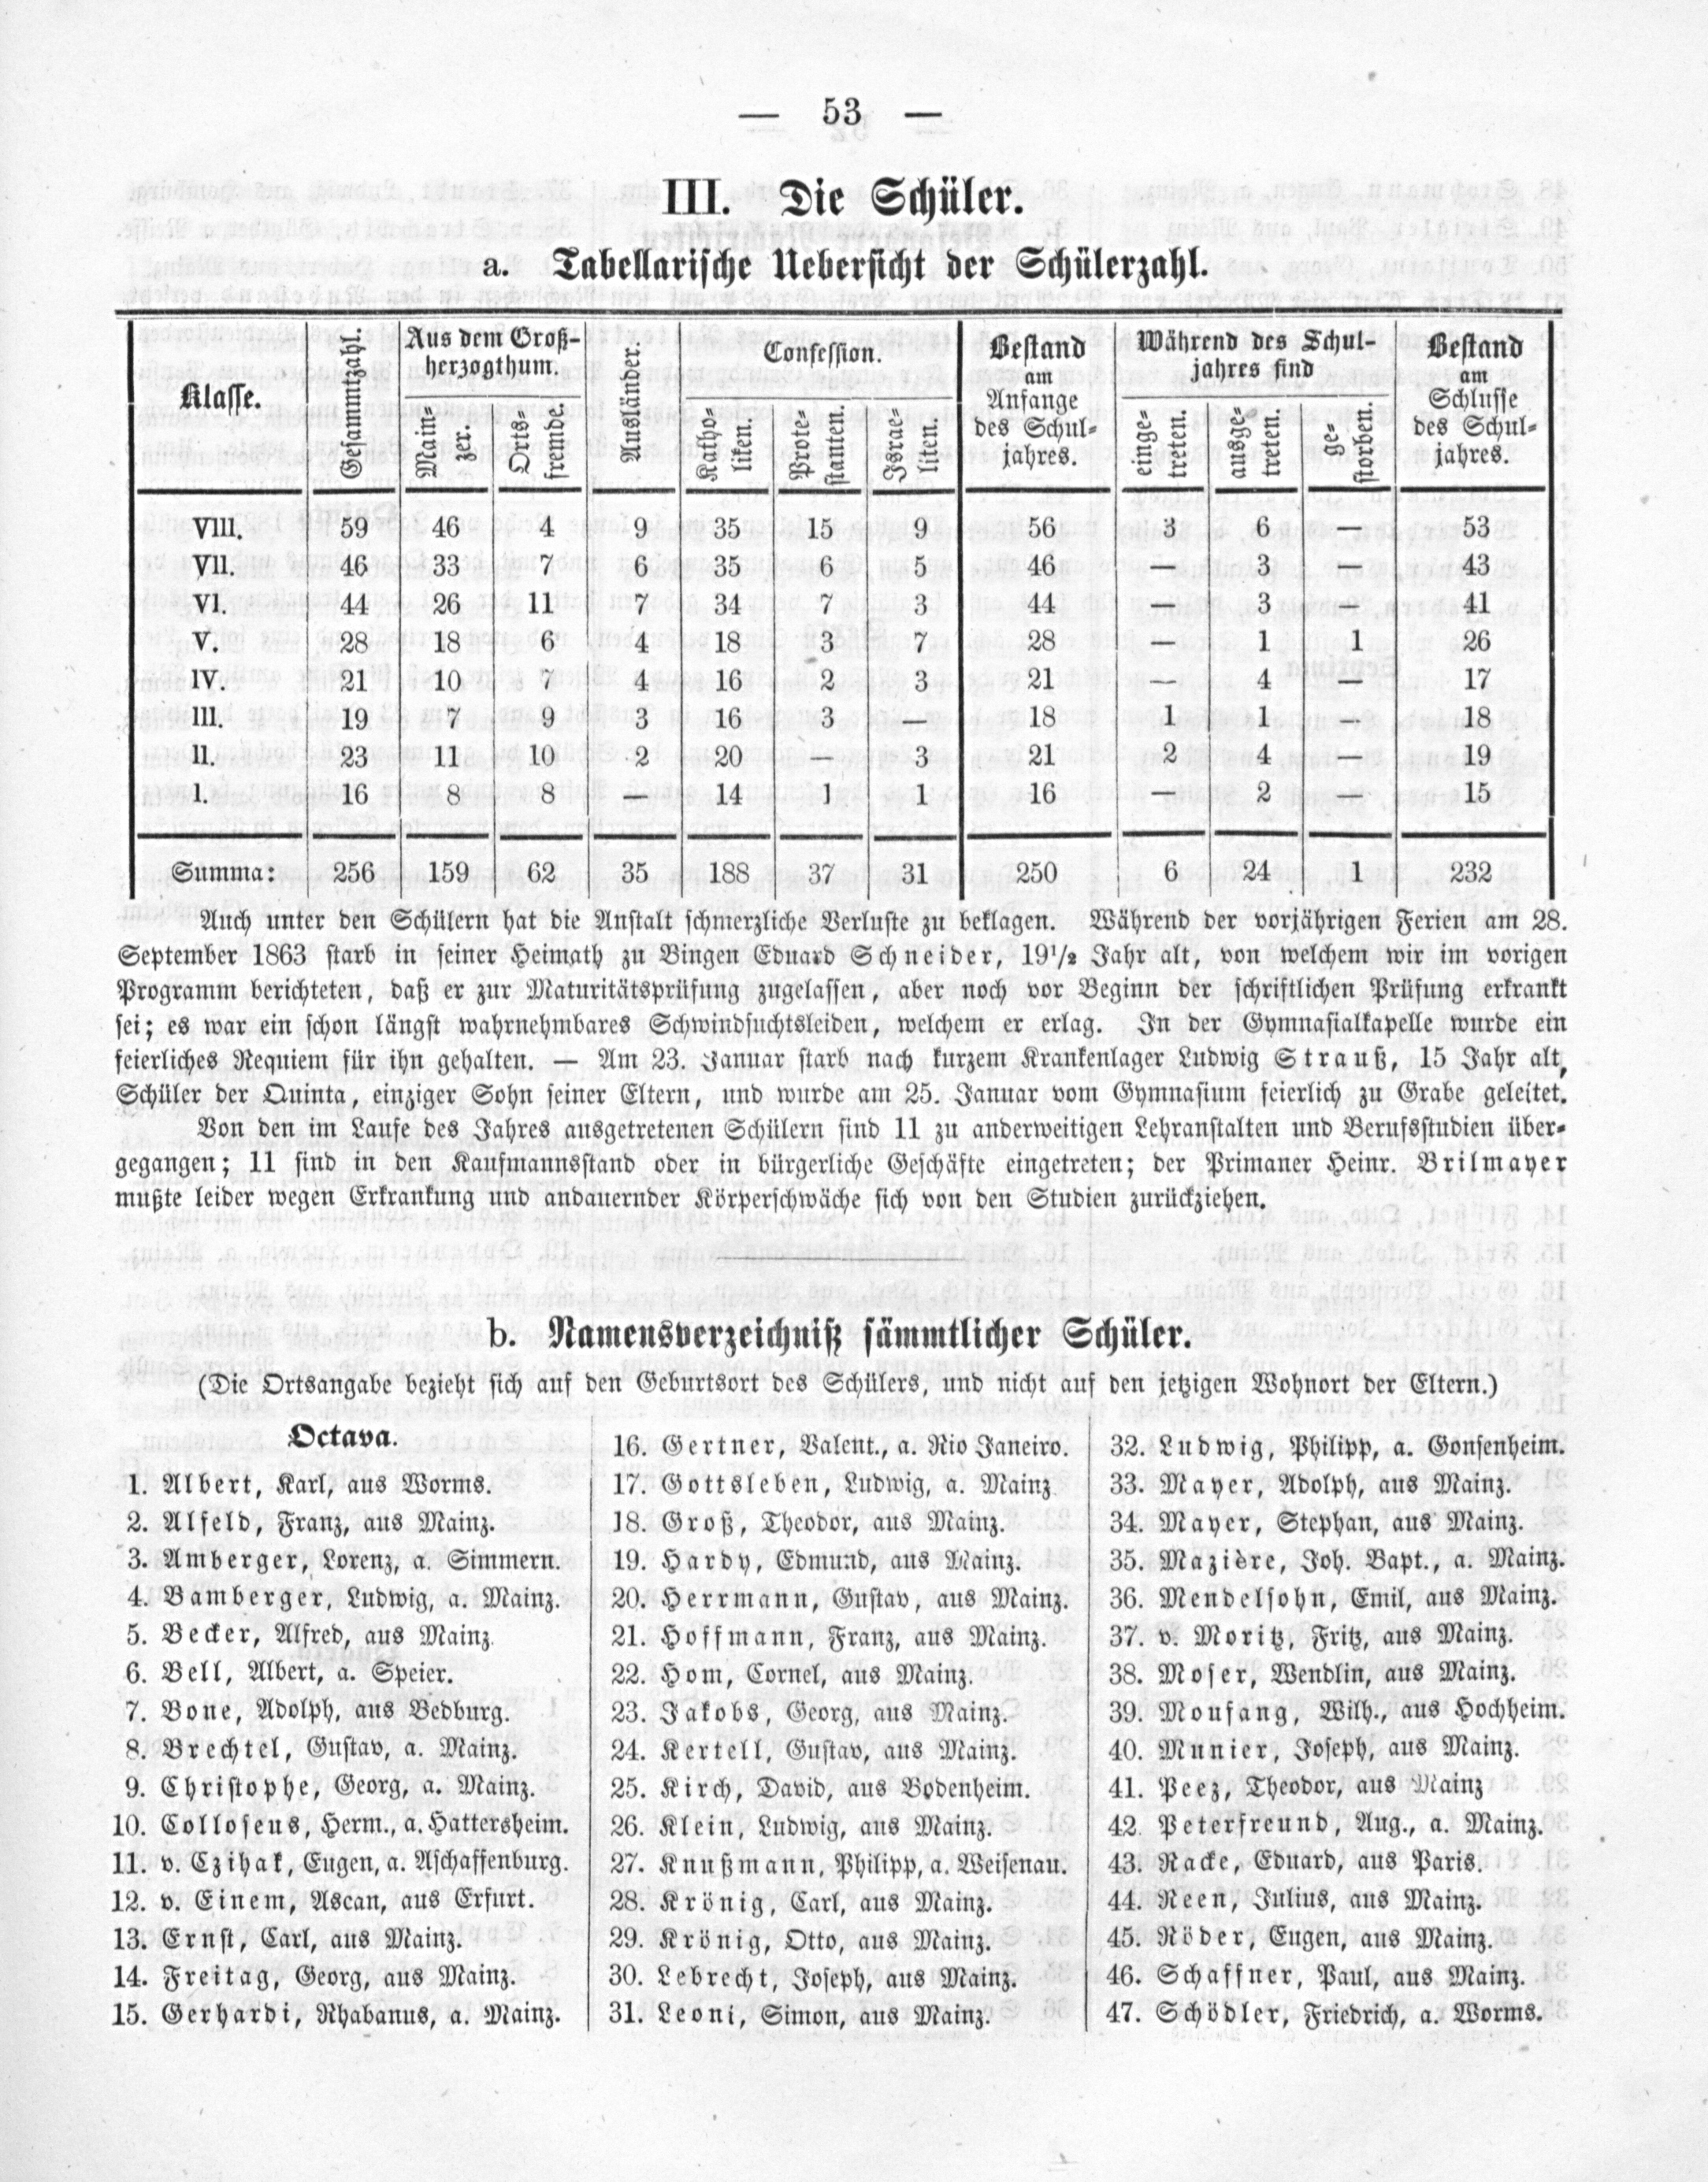 — 53 —
III. Die Schüler.
a. Tabellarische Uebersicht der Schülerzahl.
Klasse. Gesammtzahl. Aus dem Groß-herzogthum. Main-zer. Orts-fremde. Ausländer. Confession. Katho-liken. Prote-stanten. Israe-liten. Bestand am Anfange des Schul-jahres. Während des Schul-jahres sind einge-treten. ausge-treten. ge-storben. Bestand am Schlusse des Schul-jahres.
VIII. 59 46 4 9 35 15 9 56 3 6 — 53
VII. 46 33 7 6 35 6 5 46 — 3 — 43
VI. 44 26 11 7 34 7 3 44 — 3 — 41
V. 28 18 6 4 18 3 7 28 — 1 1 26
IV. 21 10 7 4 16 2 3 21 — 4 — 17
III. 19 7 9 3 16 3 — 18 1 1 — 18
II. 23 11 10 2 20 — 3 21 2 4 — 19
I. 16 8 8 — 14 1 1 16 — 2 — 15
Summa: 256 159 62 35 188 37 31 250 6 24 1 232
Auch unter den Schülern hat die Anstalt schmerzliche Verluste zu beklagen. Während der vorjährigen Ferien am 28.
September 1863 starb in seiner Heimath zu Bingen Eduard Schneider, 19½ Jahr alt, von welchem wir im vorigen
Programm berichteten, daß er zur Maturitätsprüfung zugelassen, aber noch vor Beginn der schriftlichen Prüfung erkrankt
sei; es war ein schon längst wahrnehmbares Schwindsuchtsleiden, welchem er erlag. In der Gymnasialkapelle wurde ein
feierliches Requiem für ihn gehalten. — Am 23. Januar starb nach kurzem Krankenlager Ludwig Strauß, 15 Jahr alt,
Schüler der Quinta, einziger Sohn seiner Eltern, und wurde am 25. Januar vom Gymnasium feierlich zu Grabe geleitet.
Von den im Laufe des Jahres ausgetretenen Schülern sind 11 zu anderweitigen Lehranstalten und Berufsstudien über-
gegangen; 11 sind in den Kaufmannsstand oder in bürgerliche Geschäfte eingetreten; der Primaner Heinr. Brilmayer
mußte leider wegen Erkrankung und andauernder Körperschwäche sich von den Studien zurückziehen.
b. Namensverzeichniß sämmtlicher Schüler.
(Die Ortsangabe bezieht sich auf den Geburtsort des Schülers, und nicht auf den jetzigen Wohnort der Eltern.)
Octava.
1. Albert, Karl, aus Worms.
2. Alfeld, Franz, aus Mainz.
3. Amberger, Lorenz, a. Simmern.
4. Bamberger, Ludwig, a. Mainz.
5. Becker, Alfred, aus Mainz
6. Bell, Albert, a. Speier.
7. Bone, Adolph, aus Bedburg.
8. Brechtel, Gustav, a. Mainz.
9. Christophe, Georg, a. Mainz.
10. Colloseus, Herm., a. Hattersheim.
11. v. Czihak, Eugen, a. Aschaffenburg.
12. v. Einem, Ascan, aus Erfurt.
13. Ernst, Carl, aus Mainz.
14. Freitag, Georg, aus Mainz.
15. Gerhardi, Rhabanus, a. Mainz.
16. Gertner, Valent., a. Rio Janeiro.
17. Gottsleben, Ludwig, a. Mainz
18. Groß, Theodor, aus Mainz.
19. Hardy, Edmund, aus Mainz.
20. Herrmann, Gustav, aus Mainz.
21. Hoffmann, Franz, aus Mainz.
22. Hom, Cornel, aus Mainz.
23. Jakobs, Georg, aus Mainz.
24. Kertell, Gustav, aus Mainz.
25. Kirch, David, aus Bodenheim.
26. Klein, Ludwig, aus Mainz.
27. Knußmann, Philipp, a. Weisenau.
28. Krönig, Carl, aus Mainz.
29. Krönig, Otto, aus Mainz.
30. Lebrecht, Joseph, aus Mainz.
31. Leoni, Simon, aus Mainz.
32. Ludwig, Philipp, a. Gonsenheim.
33. Mayer, Adolph, aus Mainz.
34. Mayer, Stephan, aus Mainz.
35. Mazière, Joh. Bapt., a. Mainz.
36. Mendelsohn, Emil, aus Mainz.
37. v. Moritz, Fritz, aus Mainz.
38. Moser, Wendlin, aus Mainz.
39. Moufang, Wilh., aus Hochheim.
40. Munier, Joseph, aus Mainz.
41. Peez, Theodor, aus Mainz
42. Peterfreund, Aug., a. Mainz.
43. Racke, Eduard, aus Paris.
44. Reen, Julius, aus Mainz.
45. Röder, Eugen, aus Mainz.
46. Schaffner, Paul, aus Mainz.
47. Schödler, Friedrich, a. Worms.